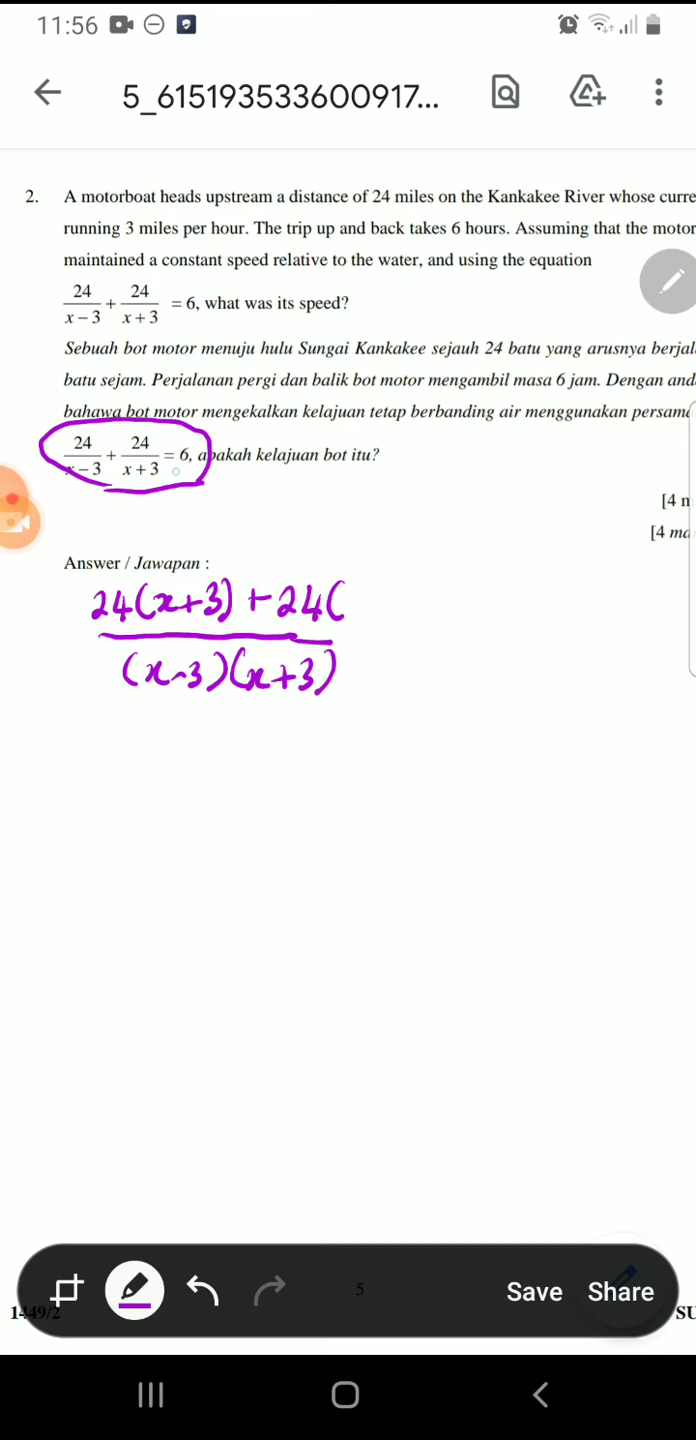 11:56
5_615193533600917...
2. A motorboat heads upstream a distance of 24 miles on the Kankakee River whose curre
running 3 miles per hour. The trip up and back takes 6 hours. Assuming that the motor
maintained a constant speed relative to the water, and using the equation
24/(x − 3) + 24/(x + 3) = 6, what was its speed?
Sebuah bot motor menuju hulu Sungai Kankakee sejauh 24 batu yang arusnya berjal
batu sejam. Perjalanan pergi dan balik bot motor mengambil masa 6 jam. Dengan and
bahawa bot motor mengekalkan kelajuan tetap berbanding air menggunakan persama
24/(x − 3) + 24/(x + 3) = 6, apakah kelajuan bot itu?
[4 m
[4 ma
Answer / Jawapan :
24(x+3) + 24(
(x-3)(x+3)
5
Save Share
1449/2
SU